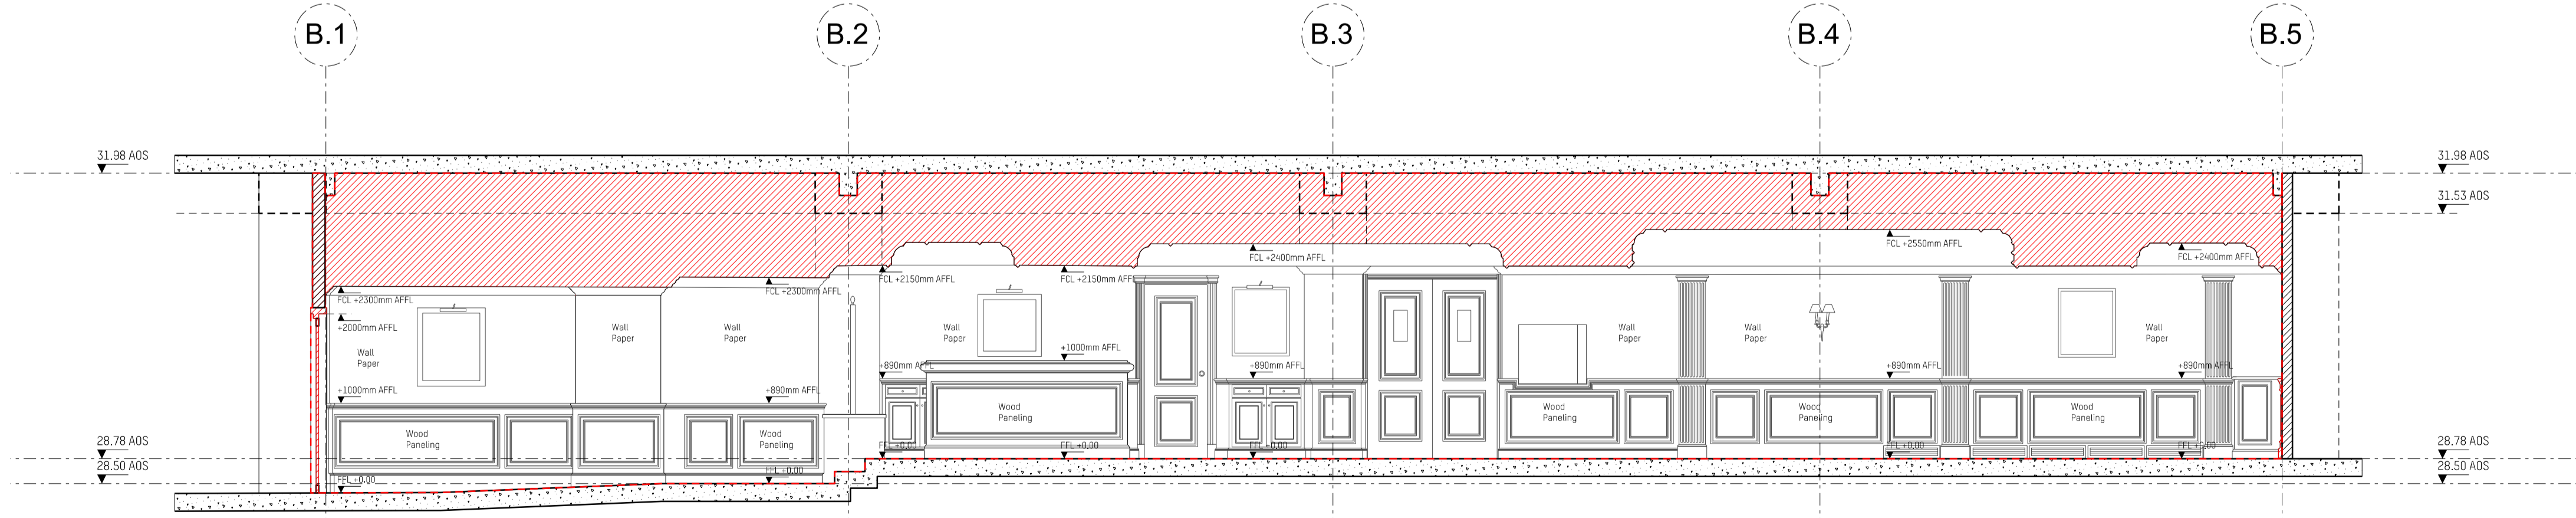 B.1
B.2
B.3
B.4
B.5
31.98 AOS
31.98 AOS
31.53 AOS
FCL +2550mm AFFL
FCL +2400mm AFFL
FCL +2400mm AFFL
FCL +2150mm AFFL
FCL +2150mm AFFL
FCL +2300mm AFFL
FCL +2300mm AFFL
+2000mm AFFL
Wall
Paper
Wall
Paper
Wall
Paper
Wall
Paper
Wall
Paper
Wall
Paper
Wall
Paper
+1000mm AFFL
+890mm AFFL
+890mm AFFL
+890mm AFFL
+890mm AFFL
+1000mm AFFL
+890mm AFFL
Wood
Paneling
Wood
Paneling
Wood
Paneling
Wood
Paneling
Wood
Paneling
Wood
Paneling
28.78 AOS
28.78 AOS
FFL +0.00
FFL +0.00
FFL +0.00
FFL +0.00
FFL +0.00
28.50 AOS
28.50 AOS
FFL +0.00
FFL +0.00